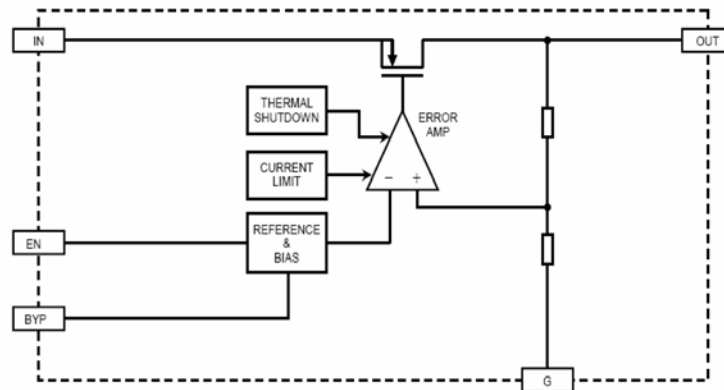 IN
OUT
THERMAL
SHUTDOWN
ERROR
AMP
CURRENT
LIMIT
− +
REFERENCE
&
BIAS
EN
BYP
G